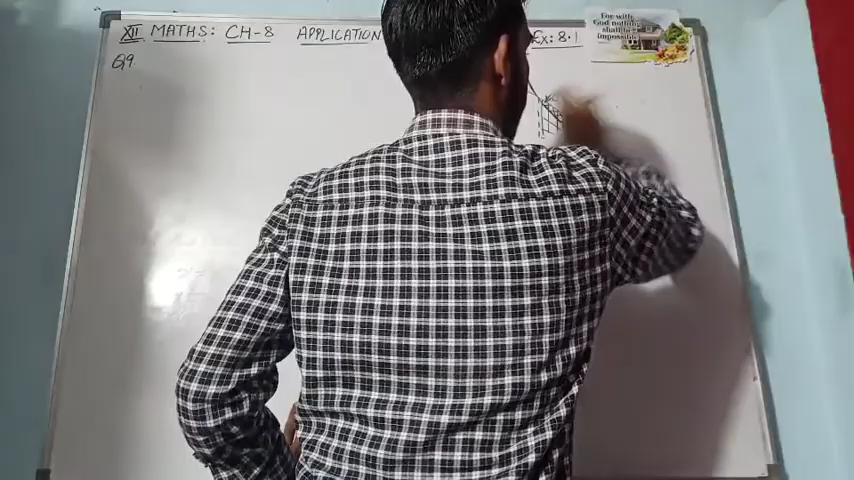 XII MATHS: CH-8 APPLICATION Ex: 8.1
For with
God nothing
shall be
impossible
Q9.